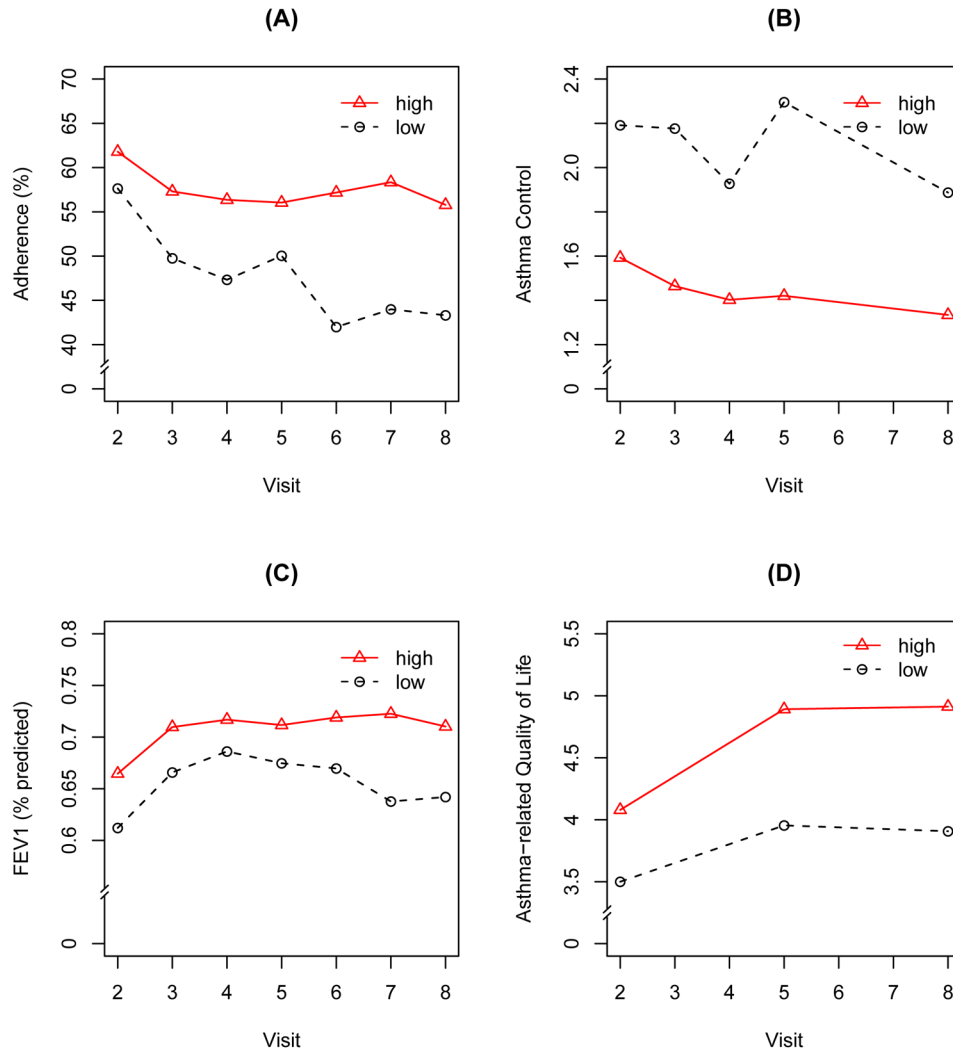 (A)
70
65
60
55
50
45
40
0
Adherence (%)
high
low
2 3 4 5 6 7 8
Visit
(B)
2.4
2.0
1.6
1.2
0
Asthma Control
high
low
2 3 4 5 6 7 8
Visit
(C)
0.8
0.75
0.7
0.65
0.6
0
FEV1 (% predicted)
high
low
2 3 4 5 6 7 8
Visit
(D)
5.5
5
4.5
4
3.5
0
Asthma−related Quality of Life
high
low
2 3 4 5 6 7 8
Visit